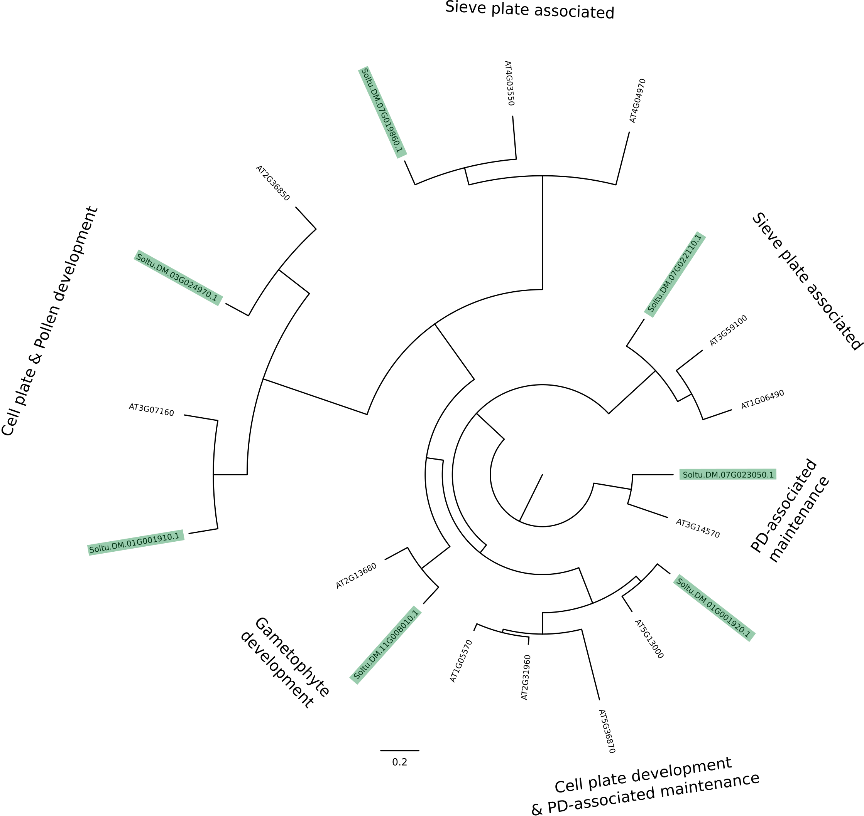 Sieve plate associated
Soltu.DM.07G019860.1
AT4G03550
AT4G04970
AT2G36850
Soltu.DM.03G024970.1
Cell plate & Pollen development
AT3G07160
Soltu.DM.01G001910.1
Sieve plate associated
Soltu.DM.07G022110.1
AT3G59100
AT1G06490
Soltu.DM.07G023050.1
AT3G14570
PD-associated
maintenance
AT2G13680
Soltu.DM.11G008010.1
Gametophyte
development
AT1G05570
AT2G31960
AT5G36870
AT5G13000
Soltu.DM.01G001920.1
Cell plate development
& PD-associated maintenance
0.2